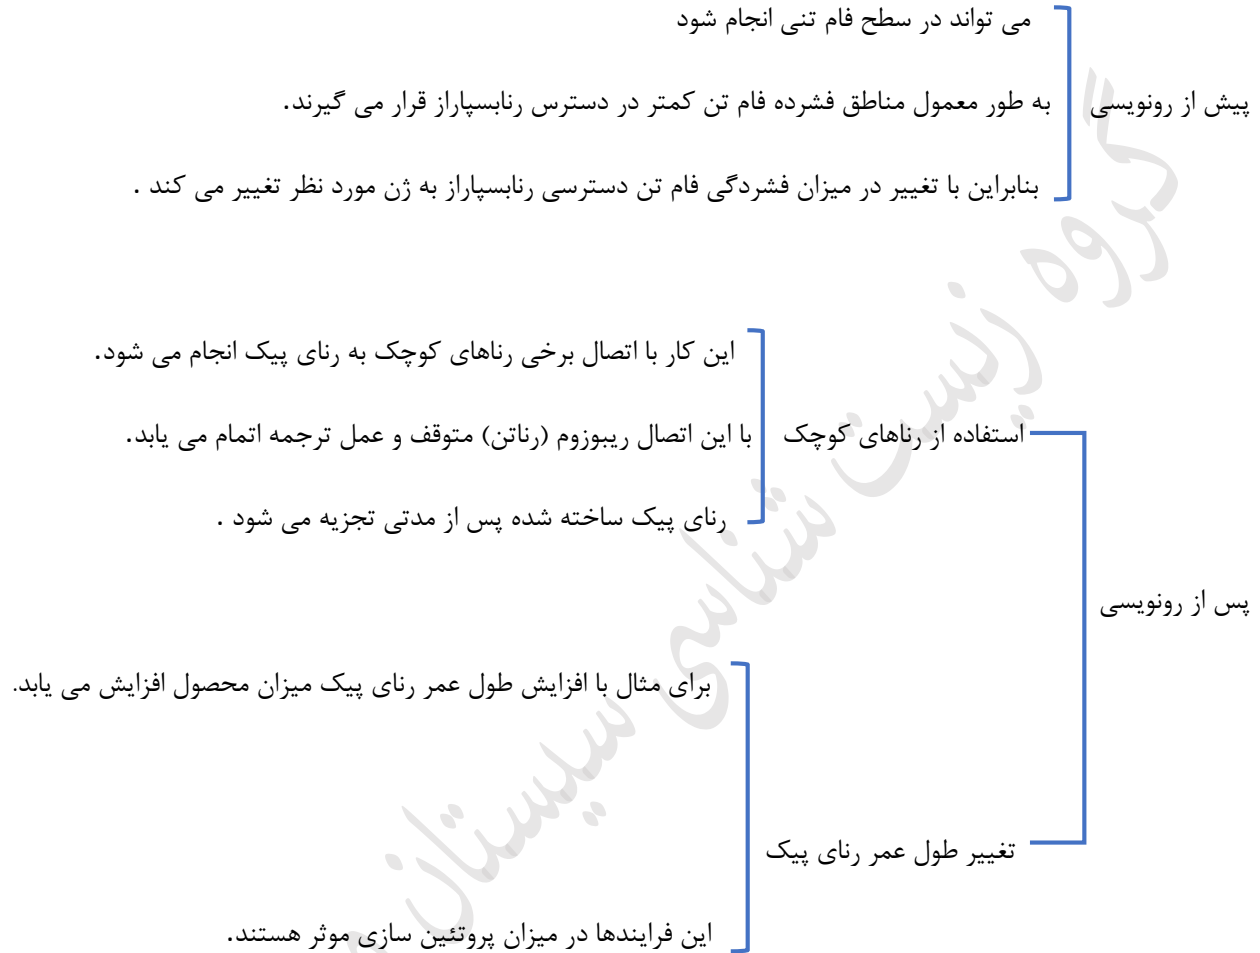 می تواند در سطح فام تنی انجام شود
پیش از رونویسی
به طور معمول مناطق فشرده فام تن کمتر در دسترس رنابسپاراز قرار می گیرند.
بنابراین با تغییر در میزان فشردگی فام تن دسترسی رنابسپاراز به ژن مورد نظر تغییر می کند .
این کار با اتصال برخی رناهای کوچک به رنای پیک انجام می شود.
استفاده از رناهای کوچک
با این اتصال ریبوزوم (رناتن) متوقف و عمل ترجمه اتمام می یابد.
رنای پیک ساخته شده پس از مدتی تجزیه می شود .
پس از رونویسی
برای مثال با افزایش طول عمر رنای پیک میزان محصول افزایش می یابد.
تغییر طول عمر رنای پیک
این فرایندها در میزان پروتئین سازی موثر هستند.
گروه زیست شناسی سیستان